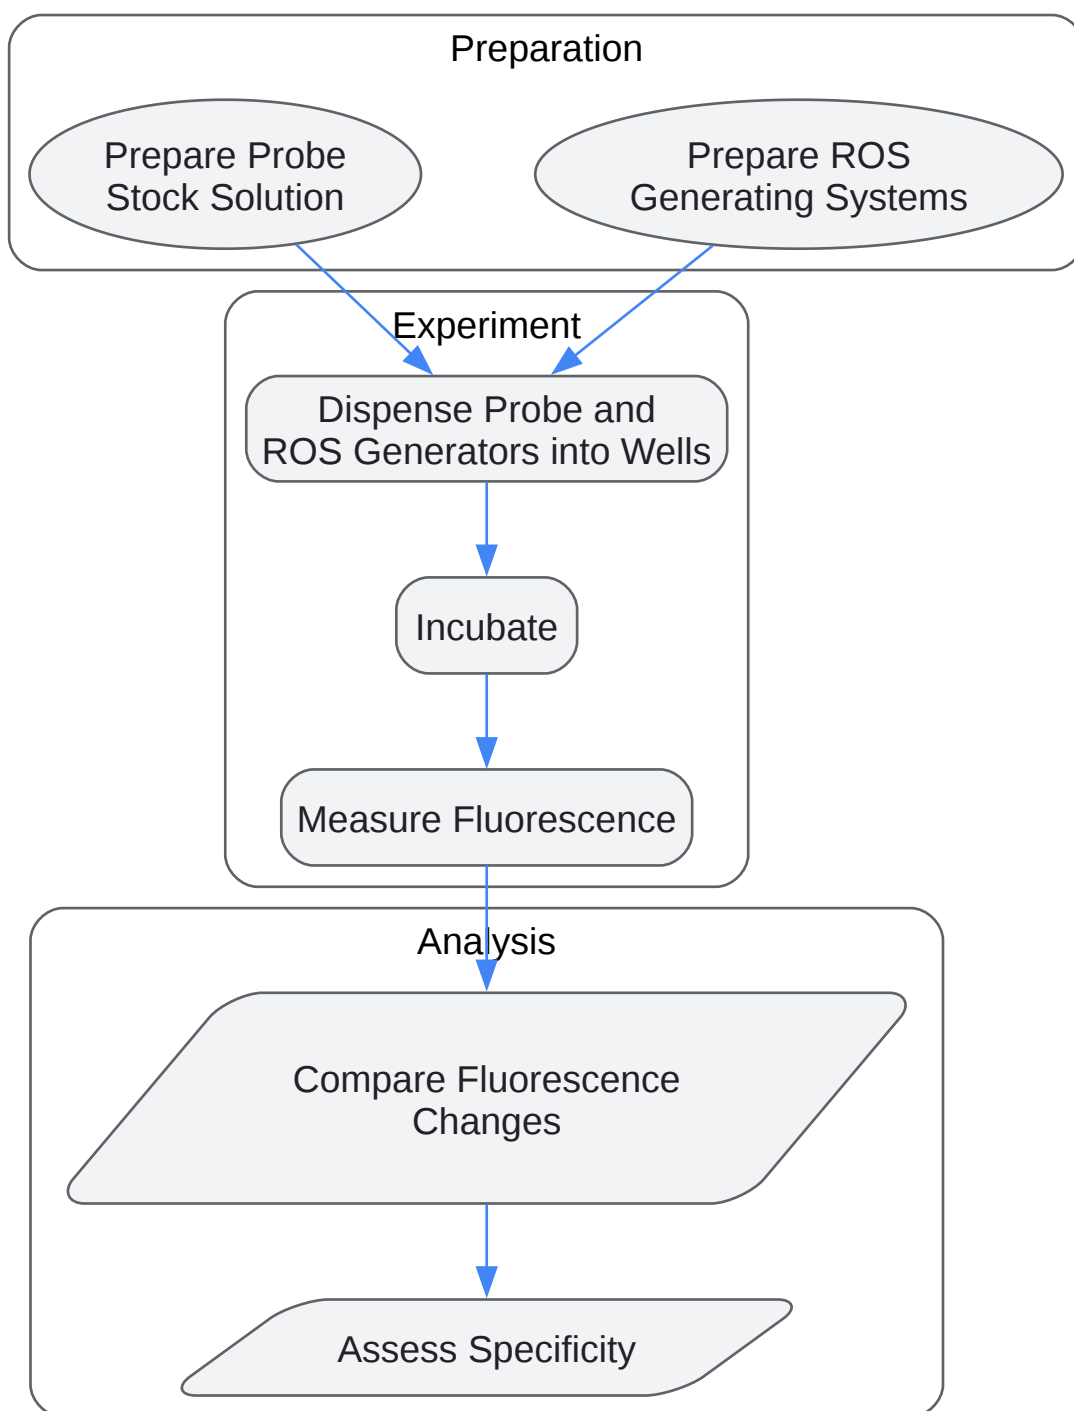 Preparation
Prepare Probe
Stock Solution
Prepare ROS
Generating Systems
Experiment
Dispense Probe and
ROS Generators into Wells
Incubate
Measure Fluorescence
Analysis
Compare Fluorescence
Changes
Assess Specificity